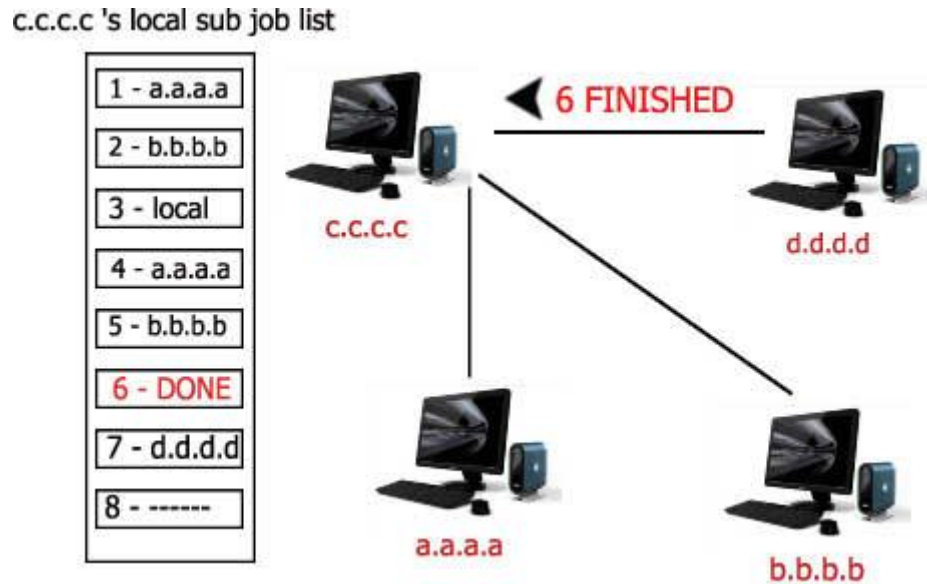 c.c.c.c 's local sub job list
1 - a.a.a.a
2 - b.b.b.b
3 - local
4 - a.a.a.a
5 - b.b.b.b
6 - DONE
7 - d.d.d.d
8 - ------
6 FINISHED
c.c.c.c
d.d.d.d
a.a.a.a
b.b.b.b